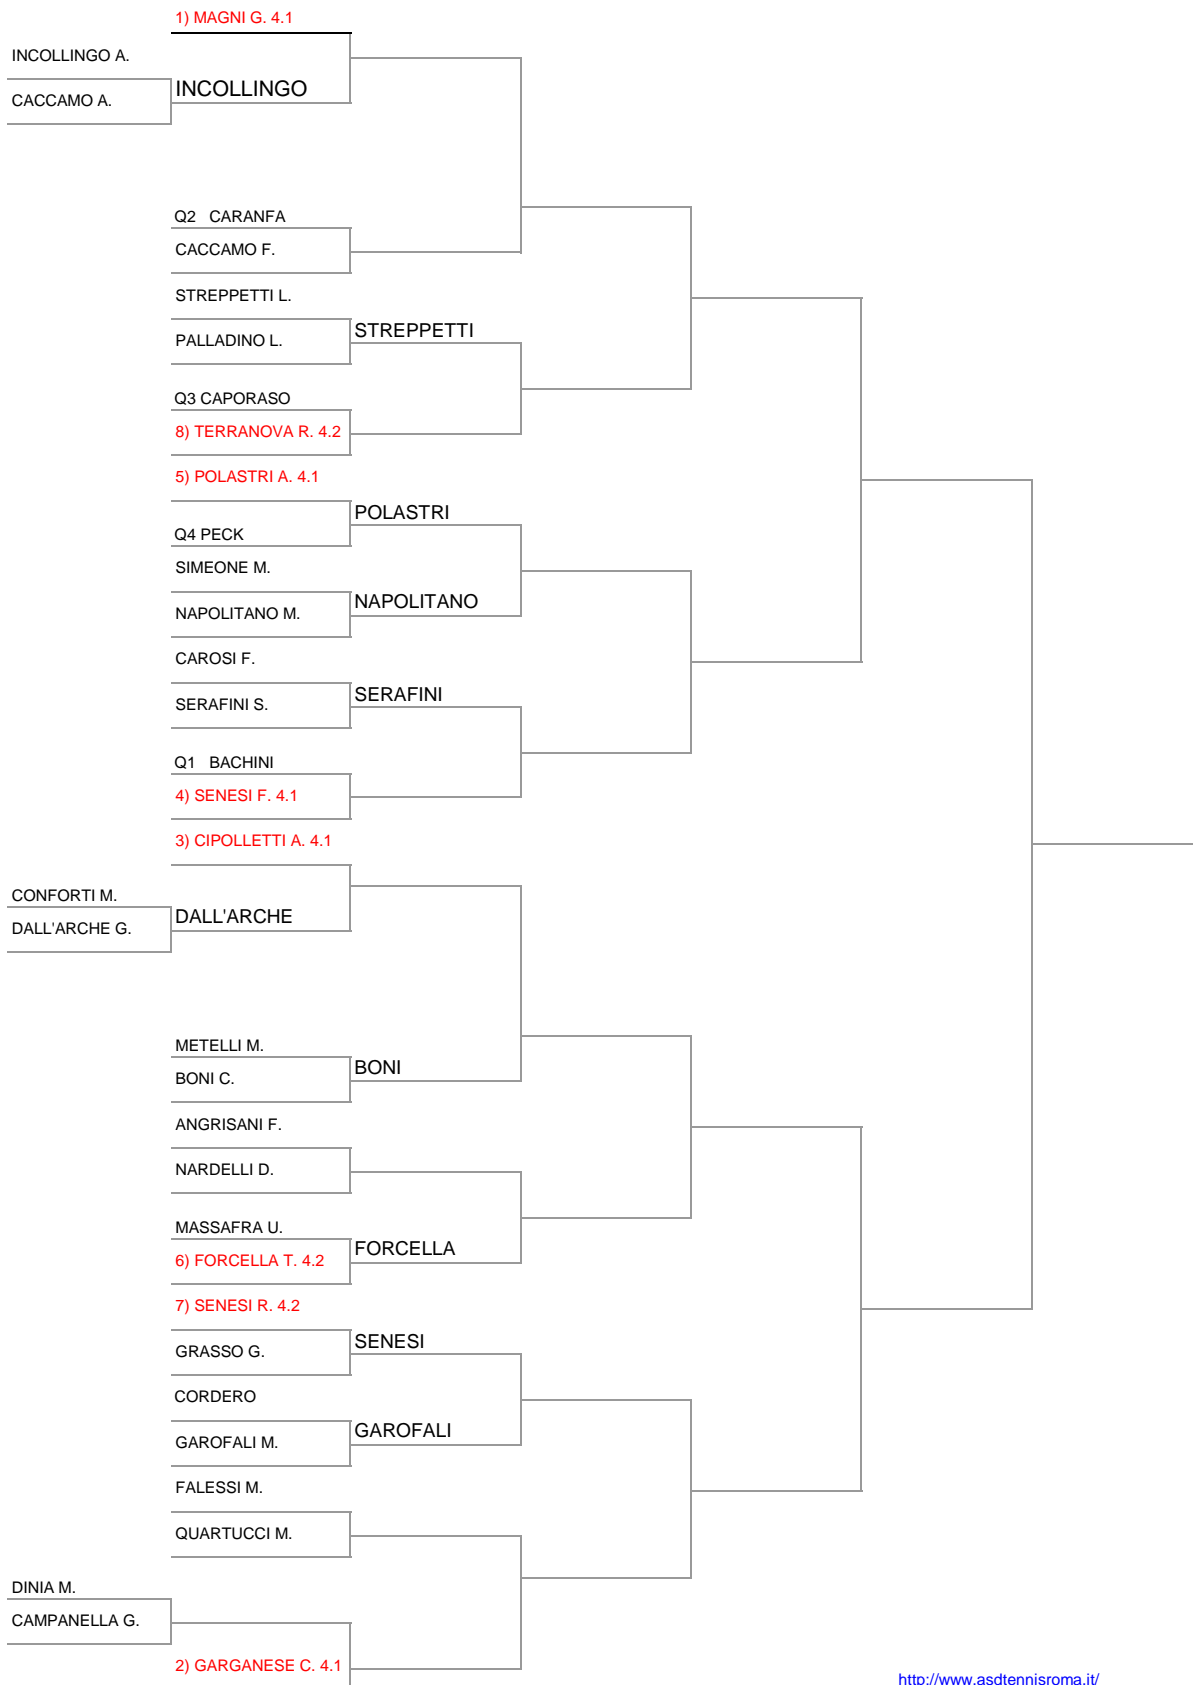 1) MAGNI G. 4.1
INCOLLINGO A.
INCOLLINGO
CACCAMO A.
Q2 CARANFA
CACCAMO F.
STREPPETTI L.
STREPPETTI
PALLADINO L.
Q3 CAPORASO
8) TERRANOVA R. 4.2
5) POLASTRI A. 4.1
POLASTRI
Q4 PECK
SIMEONE M.
NAPOLITANO
NAPOLITANO M.
CAROSI F.
SERAFINI
SERAFINI S.
Q1 BACHINI
4) SENESI F. 4.1
3) CIPOLLETTI A. 4.1
CONFORTI M.
DALL'ARCHE
DALL'ARCHE G.
METELLI M.
BONI
BONI C.
ANGRISANI F.
NARDELLI D.
MASSAFRA U.
FORCELLA
6) FORCELLA T. 4.2
7) SENESI R. 4.2
SENESI
GRASSO G.
CORDERO
GAROFALI
GAROFALI M.
FALESSI M.
QUARTUCCI M.
DINIA M.
CAMPANELLA G.
2) GARGANESE C. 4.1
http://www.asdtennisroma.it/